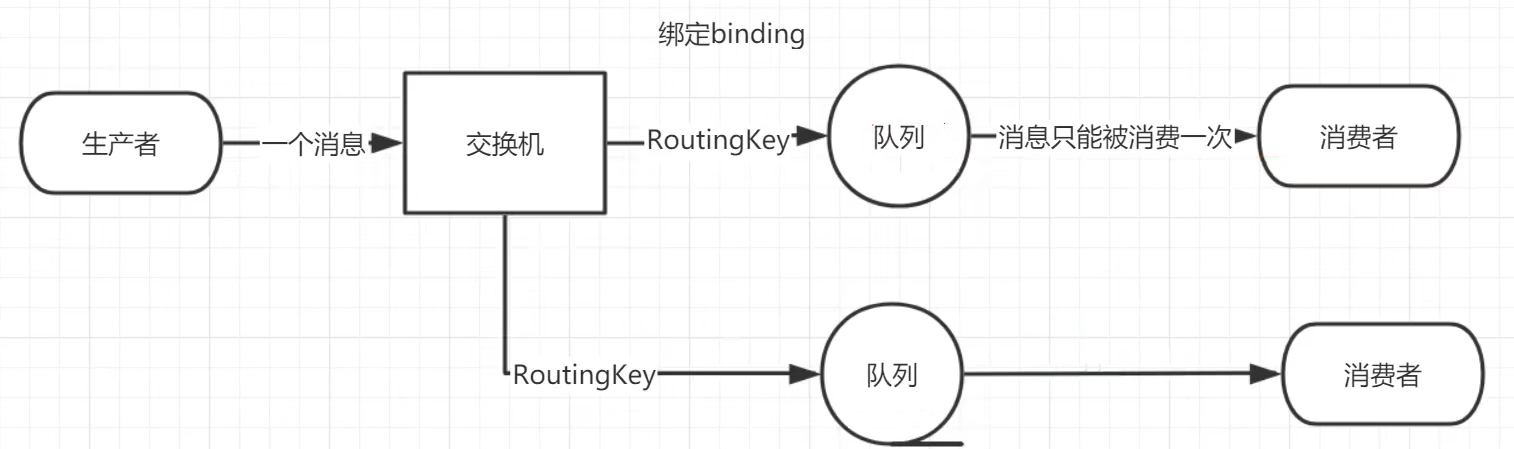 绑定binding
生产者
一个消息
交换机
RoutingKey
队列
消息只能被消费一次
消费者
RoutingKey
队列
消费者